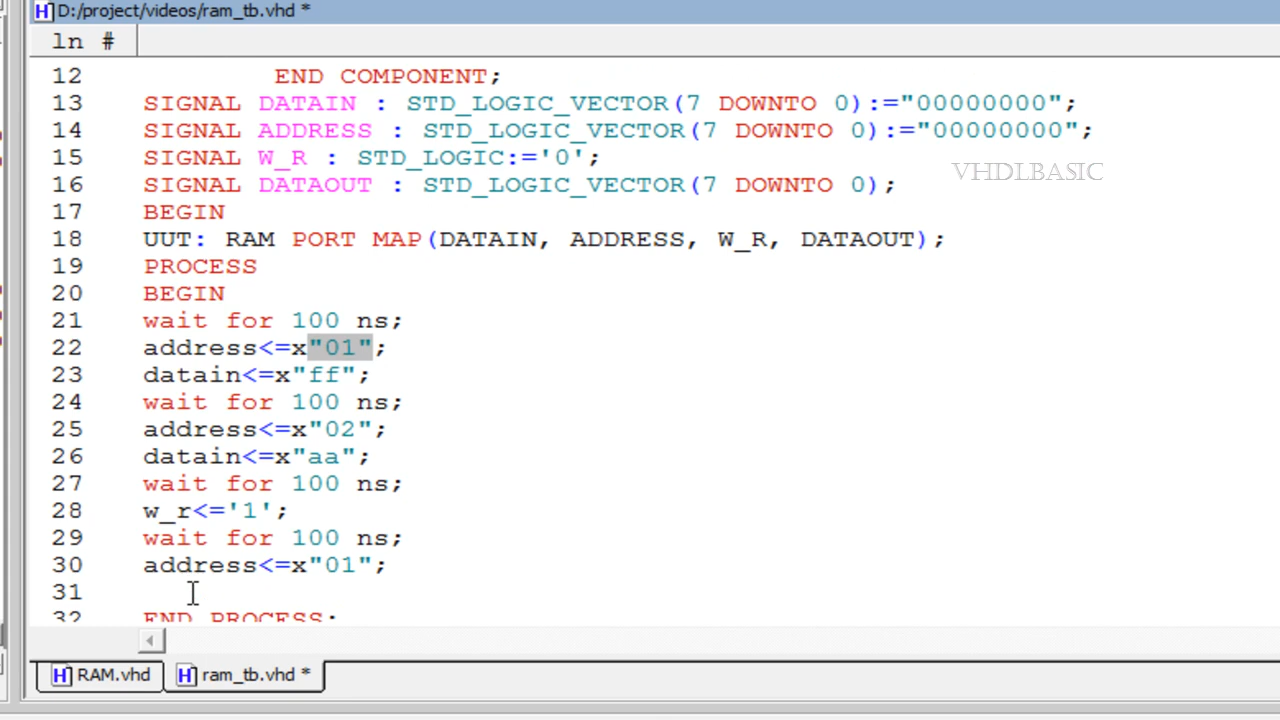 D:/project/videos/ram_tb.vhd *
ln #
12 END COMPONENT;
13 SIGNAL DATAIN : STD_LOGIC_VECTOR(7 DOWNTO 0):="00000000";
14 SIGNAL ADDRESS : STD_LOGIC_VECTOR(7 DOWNTO 0):="00000000";
15 SIGNAL W_R : STD_LOGIC:='0';
VHDLBASIC
16 SIGNAL DATAOUT : STD_LOGIC_VECTOR(7 DOWNTO 0);
17 BEGIN
18 UUT: RAM PORT MAP(DATAIN, ADDRESS, W_R, DATAOUT);
19 PROCESS
20 BEGIN
21 wait for 100 ns;
22 address<=x"01";
23 datain<=x"ff";
24 wait for 100 ns;
25 address<=x"02";
26 datain<=x"aa";
27 wait for 100 ns;
28 w_r<='1';
29 wait for 100 ns;
30 address<=x"01";
31
32 END PROCESS;
RAM.vhd ram_tb.vhd *